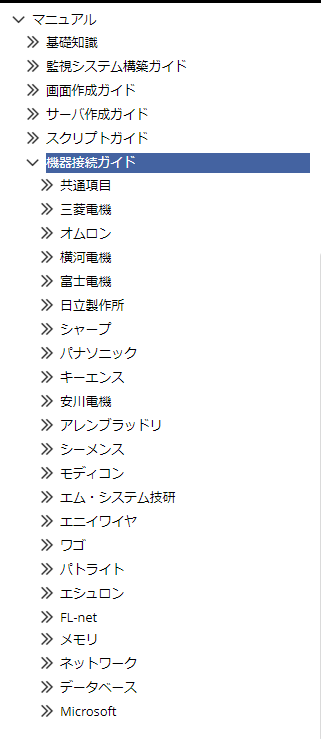 マニュアル
基礎知識
監視システム構築ガイド
画面作成ガイド
サーバ作成ガイド
スクリプトガイド
機器接続ガイド
共通項目
三菱電機
オムロン
横河電機
富士電機
日立製作所
シャープ
パナソニック
キーエンス
安川電機
アレンブラッドリ
シーメンス
モディコン
エム・システム技研
エニイワイヤ
ワゴ
パトライト
エシュロン
FL-net
メモリ
ネットワーク
データベース
Microsoft